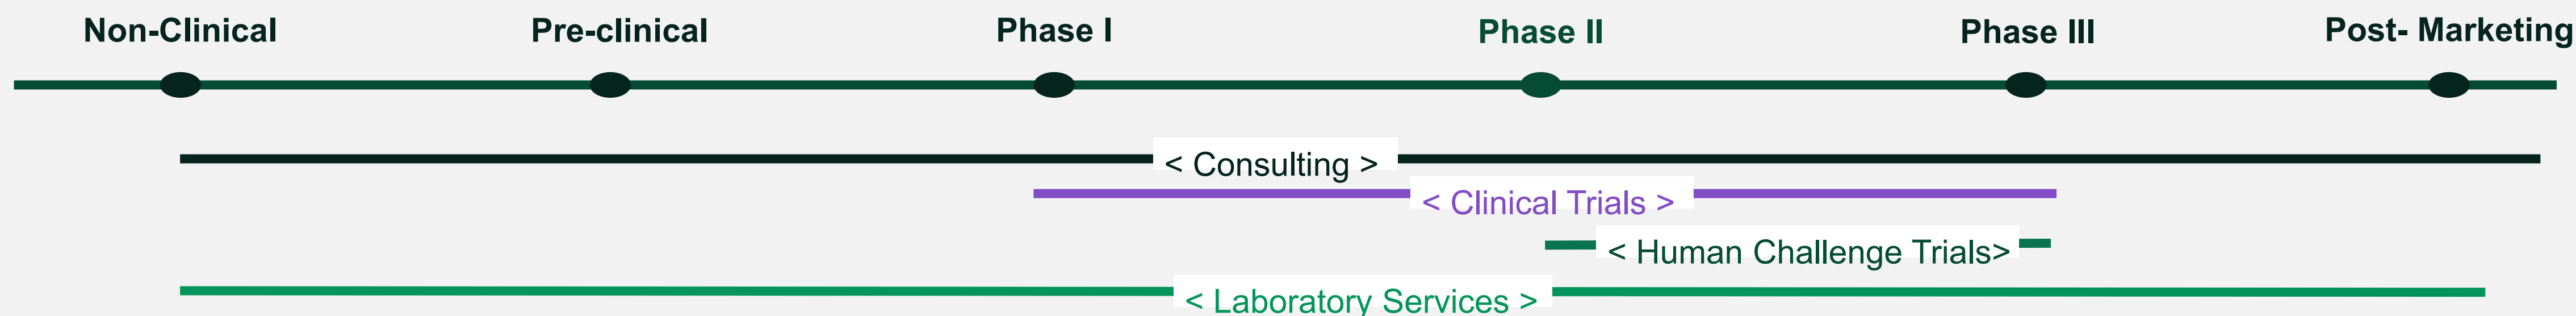 Non-Clinical
Pre-clinical
Phase I
Phase II
Phase III
Post- Marketing
< Consulting >
< Clinical Trials >
< Human Challenge Trials>
< Laboratory Services >